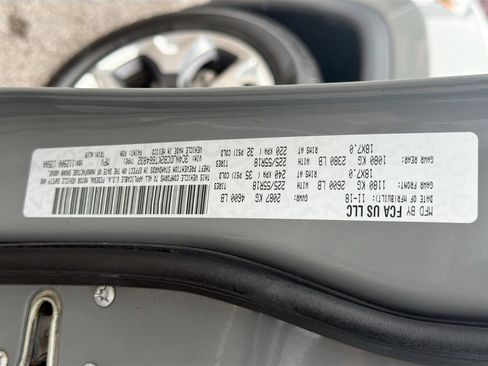 MFD BY FCA US LLC
DATE OF MFR(BUILT): 11-18 GVWR: 2087 KG 4600 LB
GAWR FRONT 1180 KG 2600 LB TIRES 225/55R18 RIMS AT 18X7.0 240 KPA( 35 PSI) COLD
GAWR REAR 1080 KG 2380 LB TIRES 225/55R18 RIMS AT 18X7.0 220 KPA( 32 PSI) COLD
THIS VEHICLE CONFORMS TO ALL APPLICABLE U.S.A. FEDERAL MOTOR VEHICLE SAFETY AND
THEFT PREVENTION STANDARDS IN EFFECT ON THE DATE OF MANUFACTURE SHOWN ABOVE.
TYPE: MPV
VEHICLE MADE IN MEXICO PAINT: PDN